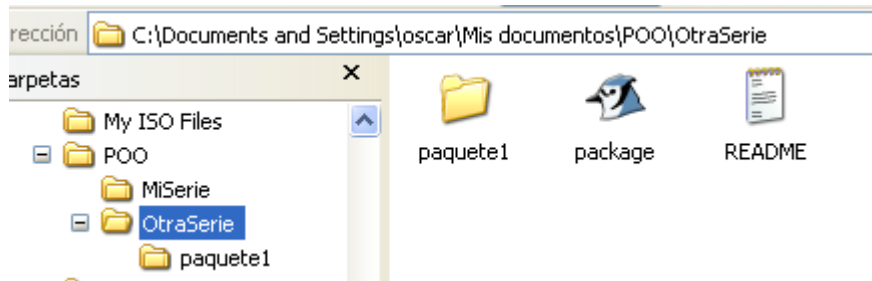 rección C:\Documents and Settings\oscar\Mis documentos\POO\OtraSerie
arpetas
My ISO Files
POO
MiSerie
OtraSerie
paquete1
paquete1 package README